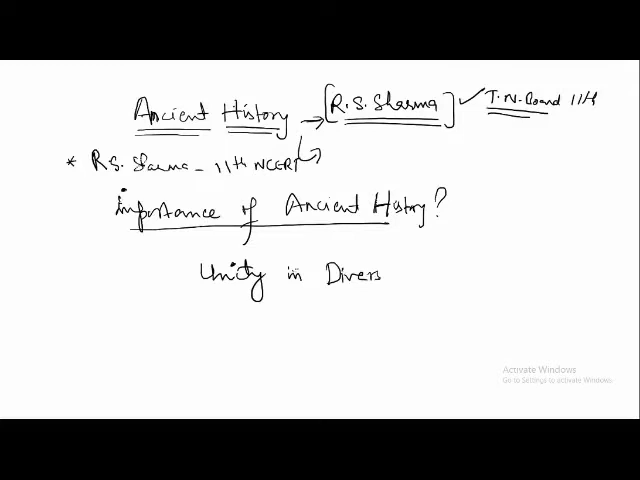 Ancient History → [R.S. Sharma] ✓ T.N. Board 11th
* R.S. Sharma - 11th NCERT
Importance of Ancient History?
Unity in Divers
Activate Windows
Go to Settings to activate Windows